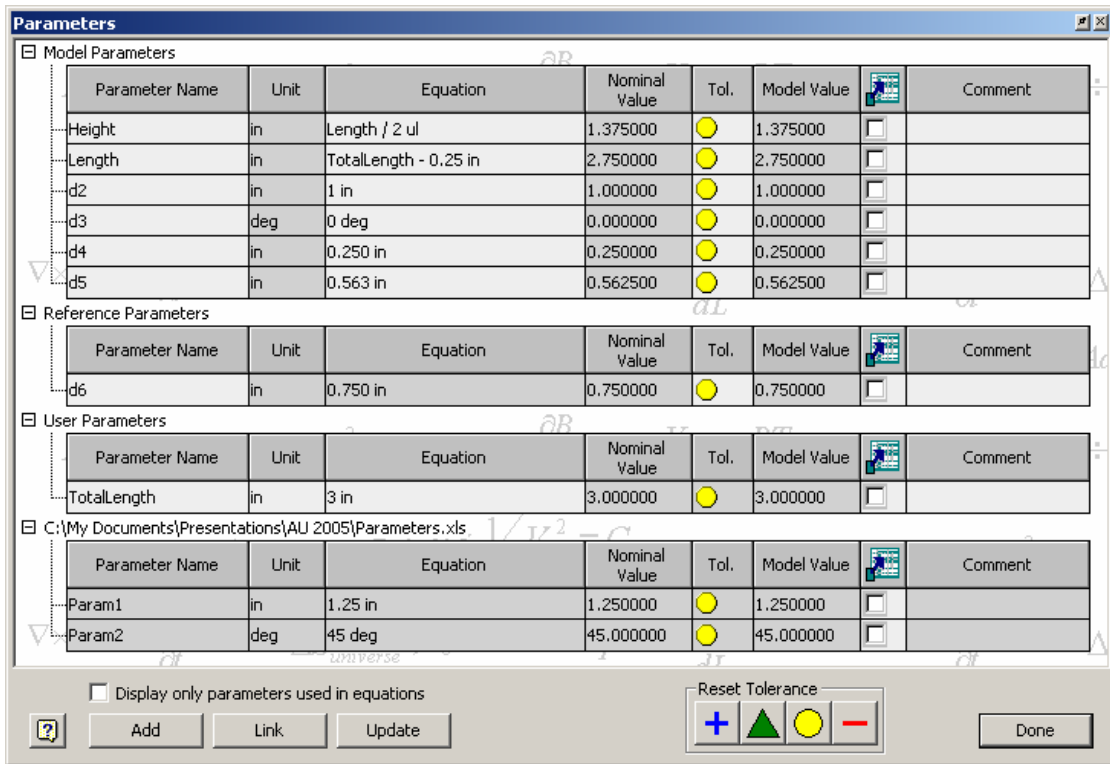 Parameters
Model Parameters
Parameter Name Unit Equation Nominal Value Tol. Model Value Comment
Height in Length / 2 ul 1.375000 1.375000
Length in TotalLength - 0.25 in 2.750000 2.750000
d2 in 1 in 1.000000 1.000000
d3 deg 0 deg 0.000000 0.000000
d4 in 0.250 in 0.250000 0.250000
d5 in 0.563 in 0.562500 0.562500
Reference Parameters
Parameter Name Unit Equation Nominal Value Tol. Model Value Comment
d6 in 0.750 in 0.750000 0.750000
User Parameters
Parameter Name Unit Equation Nominal Value Tol. Model Value Comment
TotalLength in 3 in 3.000000 3.000000
C:\My Documents\Presentations\AU 2005\Parameters.xls
Parameter Name Unit Equation Nominal Value Tol. Model Value Comment
Param1 in 1.25 in 1.250000 1.250000
Param2 deg 45 deg 45.000000 45.000000
universe
Display only parameters used in equations
Reset Tolerance
Add Link Update Done